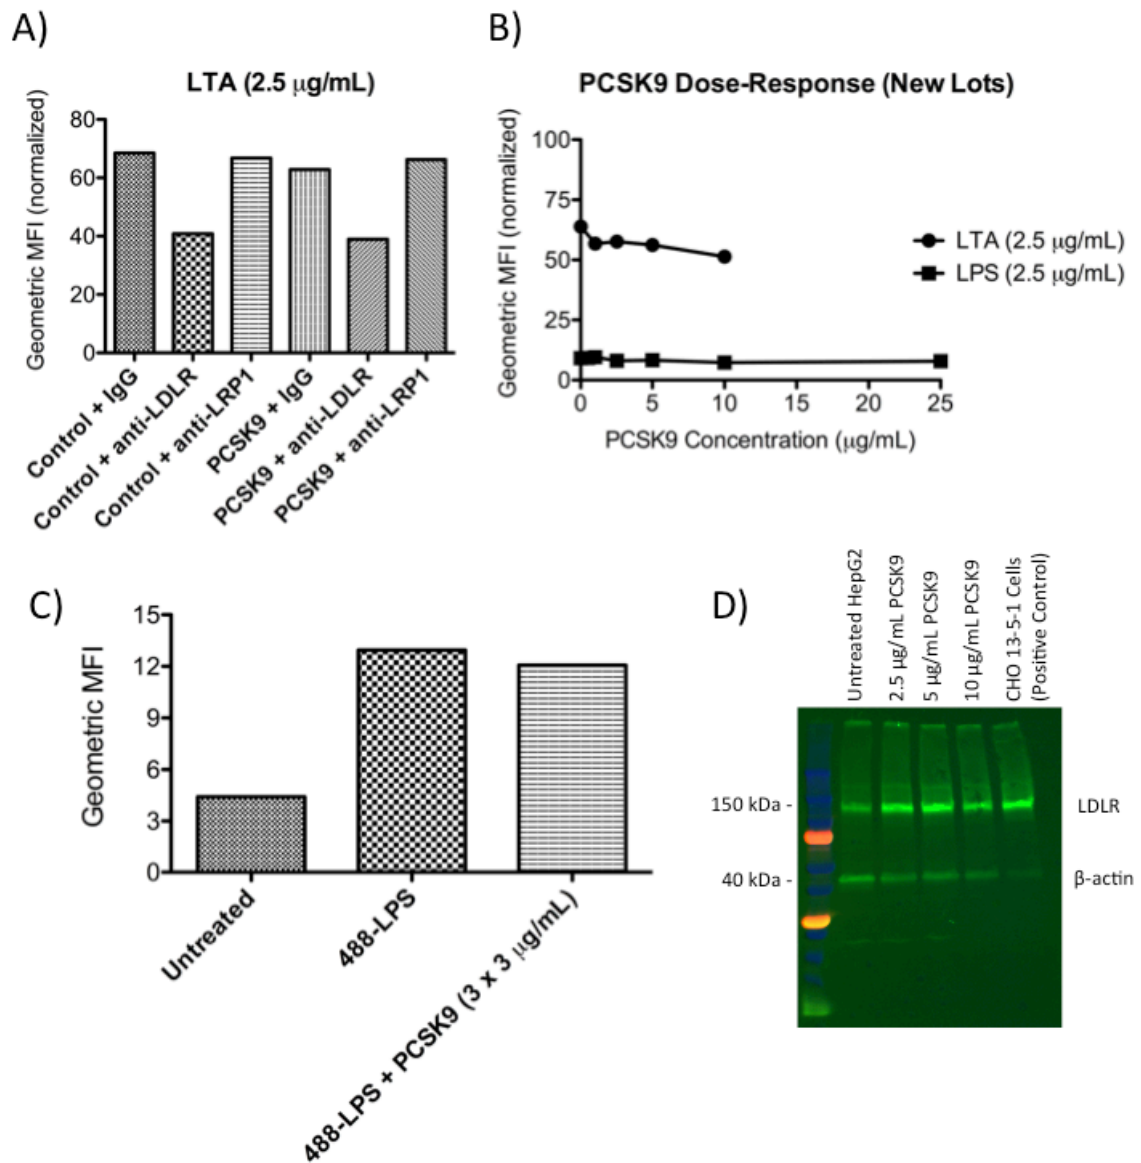 A)
LTA (2.5 μg/mL)
Geometric MFI (normalized)
80
60
40
20
0
Control + IgG
Control + anti-LDLR
Control + anti-LRP1
PCSK9 + IgG
PCSK9 + anti-LDLR
PCSK9 + anti-LRP1
B)
PCSK9 Dose-Response (New Lots)
Geometric MFI (normalized)
100
75
50
25
0
0 5 10 15 20 25
PCSK9 Concentration (μg/mL)
LTA (2.5 μg/mL)
LPS (2.5 μg/mL)
C)
Geometric MFI
15
12
9
6
3
0
Untreated
488-LPS
488-LPS + PCSK9 (3 x 3 μg/mL)
D)
Untreated HepG2
2.5 μg/mL PCSK9
5 μg/mL PCSK9
10 μg/mL PCSK9
CHO 13-5-1 Cells
(Positive Control)
150 kDa -
LDLR
40 kDa -
β-actin